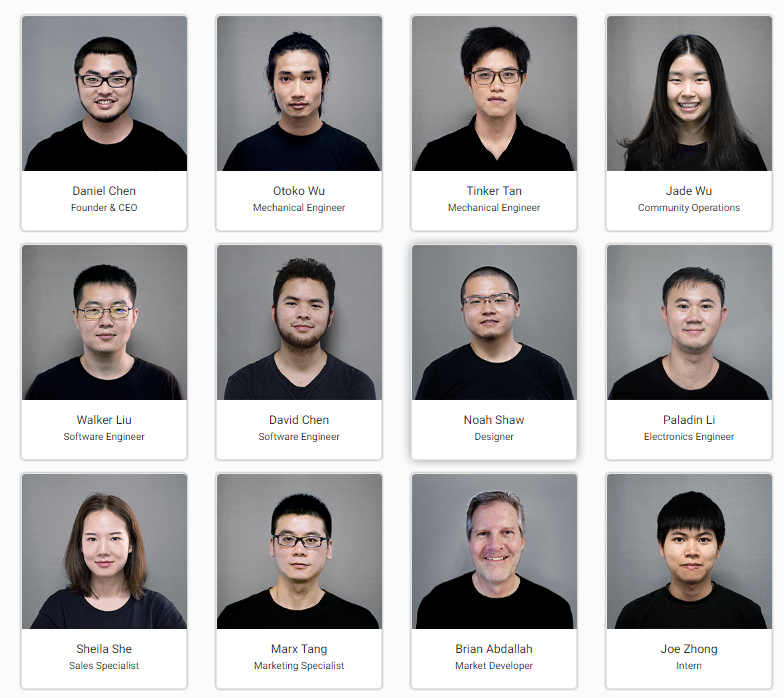 Daniel Chen
Founder & CEO
Otoko Wu
Mechanical Engineer
Tinker Tan
Mechanical Engineer
Jade Wu
Community Operations
Walker Liu
Software Engineer
David Chen
Software Engineer
Noah Shaw
Designer
Paladin Li
Electronics Engineer
Sheila She
Sales Specialist
Marx Tang
Marketing Specialist
Brian Abdallah
Market Developer
Joe Zhong
Intern